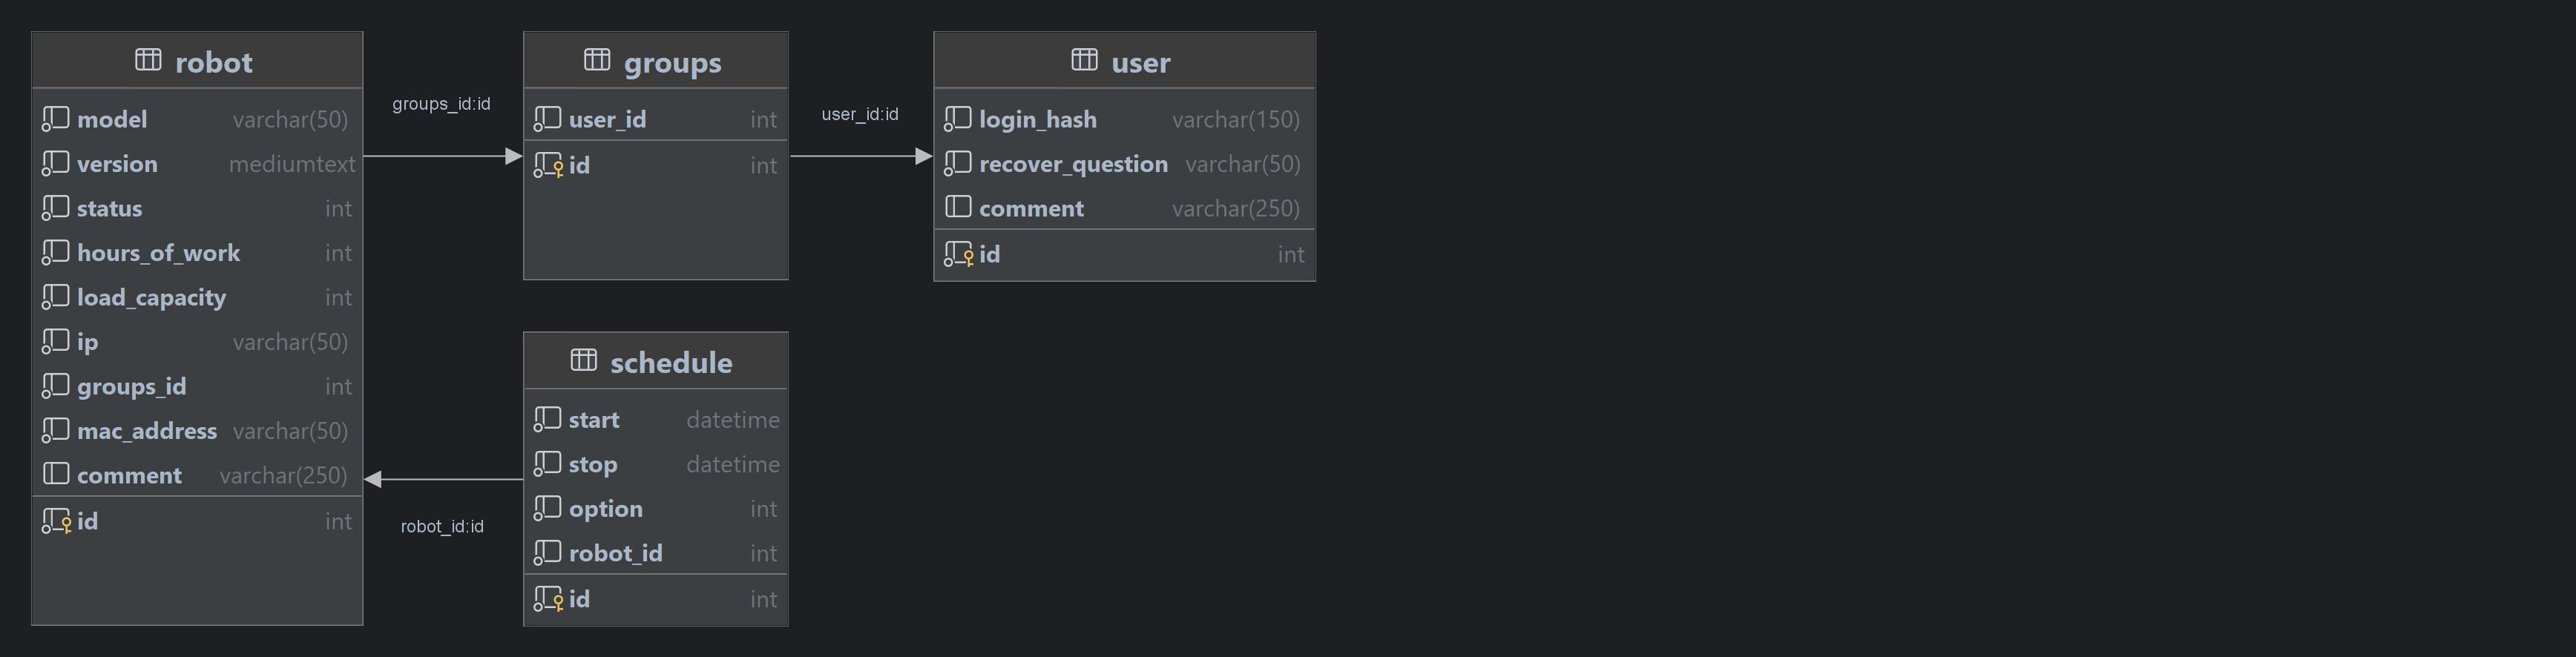 robot
model varchar(50)
version mediumtext
status int
hours_of_work int
load_capacity int
ip varchar(50)
groups_id int
mac_address varchar(50)
comment varchar(250)
id int
groups_id:id
groups
user_id int
id int
user_id:id
user
login_hash varchar(150)
recover_question varchar(50)
comment varchar(250)
id int
robot_id:id
schedule
start datetime
stop datetime
option int
robot_id int
id int